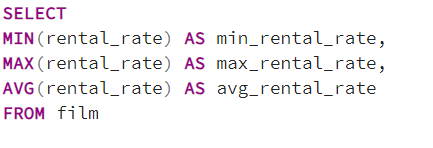 SELECT
MIN(rental_rate) AS min_rental_rate,
MAX(rental_rate) AS max_rental_rate,
AVG(rental_rate) AS avg_rental_rate
FROM film